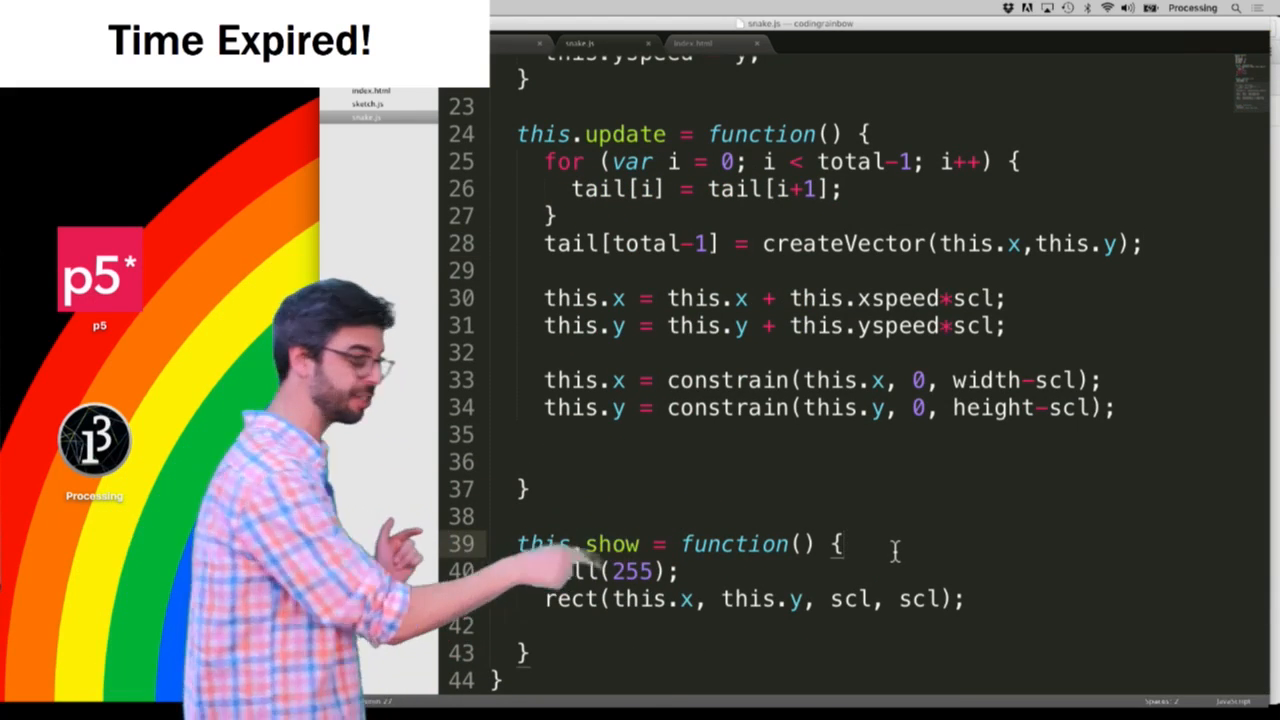 Time Expired!
Processing
snake.js — codingrainbow
snake.js
index.html
index.html
sketch.js
snake.js
p5*
p5
Processing
}
23
24 this.update = function() {
25 for (var i = 0; i < total-1; i++) {
26 tail[i] = tail[i+1];
27 }
28 tail[total-1] = createVector(this.x,this.y);
29
30 this.x = this.x + this.xspeed*scl;
31 this.y = this.y + this.yspeed*scl;
32
33 this.x = constrain(this.x, 0, width-scl);
34 this.y = constrain(this.y, 0, height-scl);
35
36
37 }
38
39 this.show = function() {
40 ll(255);
rect(this.x, this.y, scl, scl);
42
43 }
44 }
Spaces: 2
JavaScript